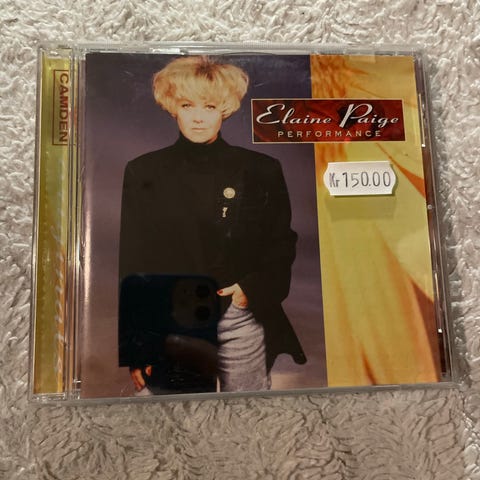 CAMDEN
Elaine Paige
PERFORMANCE
Kr 150.00